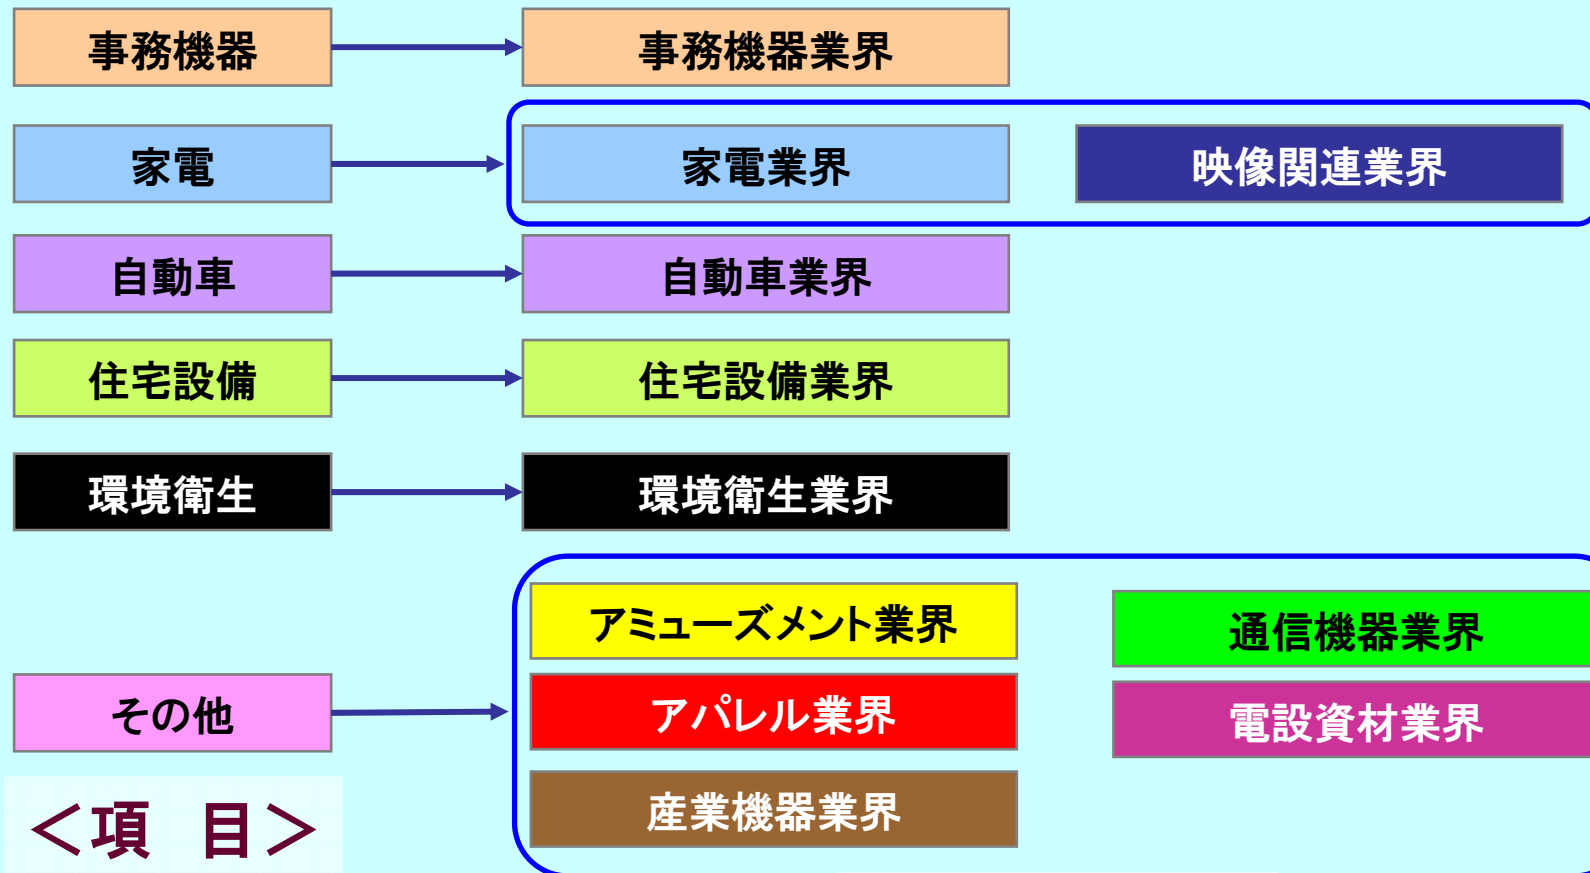 事務機器
事務機器業界
家電
家電業界
映像関連業界
自動車
自動車業界
住宅設備
住宅設備業界
環境衛生
環境衛生業界
その他
アミューズメント業界
通信機器業界
アパレル業界
電設資材業界
産業機器業界
＜項　目＞